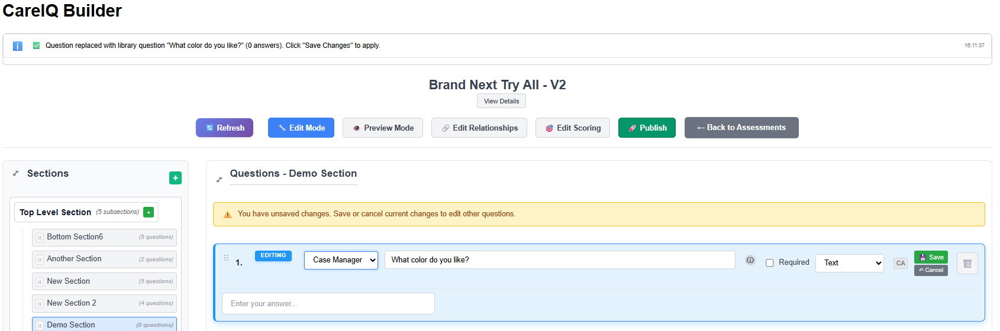 CareIQ Builder
Question replaced with library question "What color do you like?" (0 answers). Click "Save Changes" to apply.
16:11:37
Brand Next Try All - V2
View Details
Refresh
Edit Mode
Preview Mode
Edit Relationships
Edit Scoring
Publish
← Back to Assessments
Sections
+
Top Level Section (5 subsections) +
Bottom Section6 (5 questions)
Another Section (2 questions)
New Section (5 questions)
New Section 2 (4 questions)
Demo Section (0 questions)
Questions - Demo Section
You have unsaved changes. Save or cancel current changes to edit other questions.
1.
EDITING
Case Manager
What color do you like?
Required
Text
CA
Save
↶ Cancel
Enter your answer...